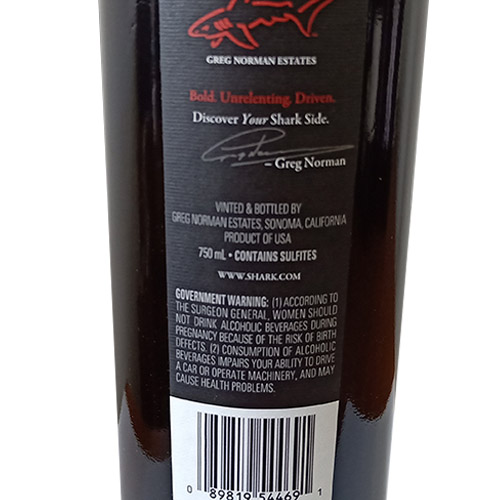 GREG NORMAN ESTATES
Bold. Unrelenting. Driven.
Discover Your Shark Side.
– Greg Norman
VINTED & BOTTLED BY
GREG NORMAN ESTATES, SONOMA, CALIFORNIA
PRODUCT OF USA
750 mL • CONTAINS SULFITES
WWW.SHARK.COM
GOVERNMENT WARNING: (1) ACCORDING TO
THE SURGEON GENERAL, WOMEN SHOULD
NOT DRINK ALCOHOLIC BEVERAGES DURING
PREGNANCY BECAUSE OF THE RISK OF BIRTH
DEFECTS. (2) CONSUMPTION OF ALCOHOLIC
BEVERAGES IMPAIRS YOUR ABILITY TO DRIVE
A CAR OR OPERATE MACHINERY, AND MAY
CAUSE HEALTH PROBLEMS.
0 89819 54469 1